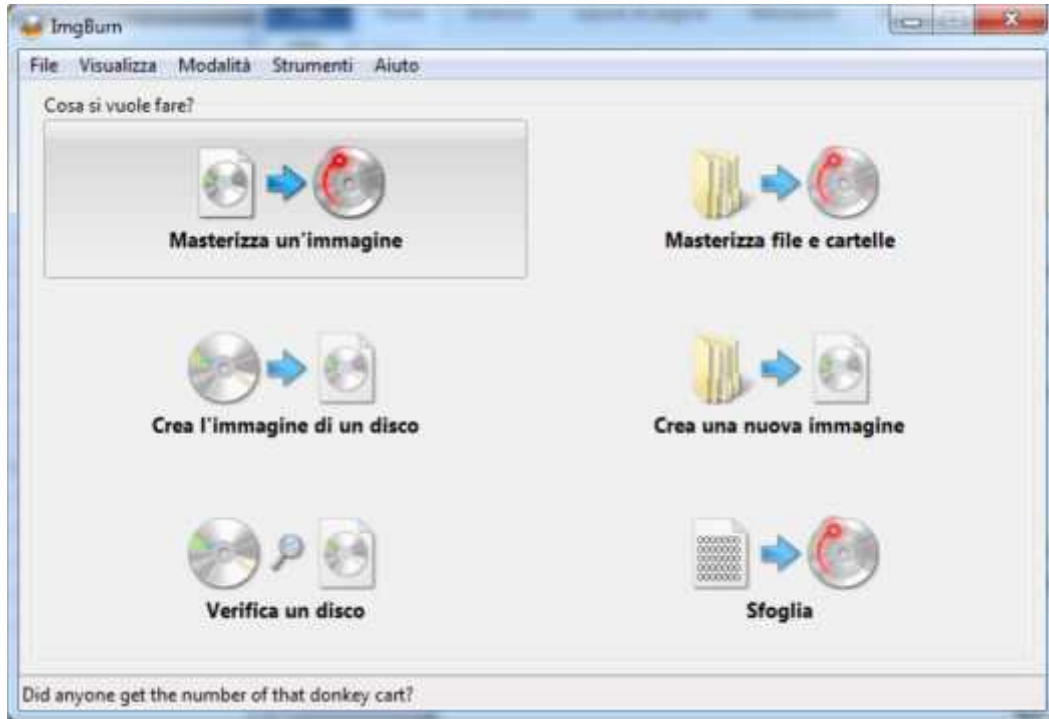 ImgBurn
File Visualizza Modalità Strumenti Aiuto
Cosa si vuole fare?
Masterizza un'immagine
Masterizza file e cartelle
Crea l'immagine di un disco
Crea una nuova immagine
Verifica un disco
Sfoglia
Did anyone get the number of that donkey cart?